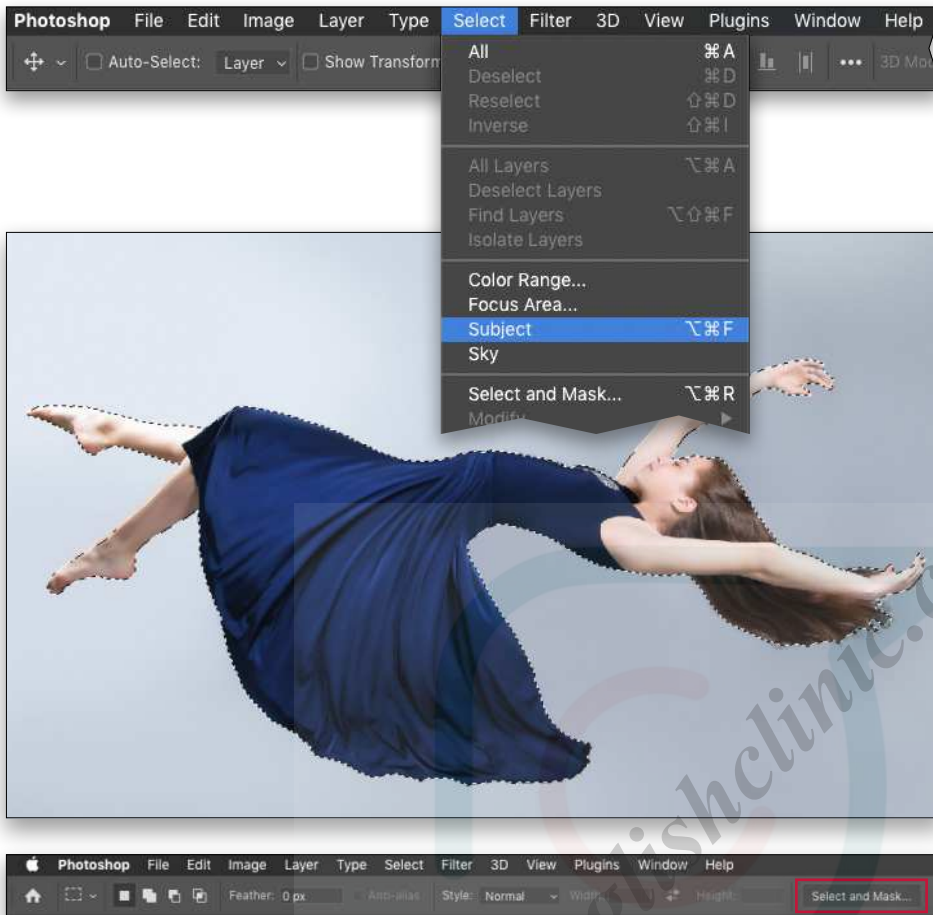 Photoshop File Edit Image Layer Type Select Filter 3D View Plugins Window Help
Auto-Select: Layer Show Transform 3D Mod
All ⌘A
Deselect ⌘D
Reselect ⇧⌘D
Inverse ⇧⌘I
All Layers ⌥⌘A
Deselect Layers
Find Layers ⌥⇧⌘F
Isolate Layers
Color Range...
Focus Area...
Subject ⌥⌘F
Sky
Select and Mask... ⌥⌘R
Modify
ishclinic.c
Photoshop File Edit Image Layer Type Select Filter 3D View Plugins Window Help
Feather: 0 px Anti-alias Style: Normal Width: Height: Select and Mask...